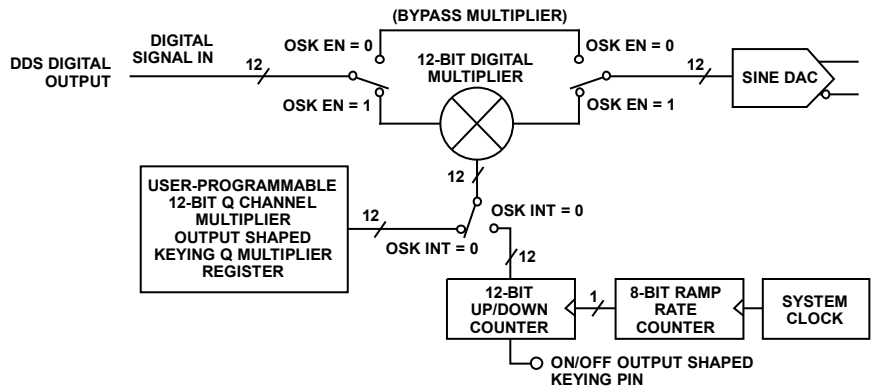 (BYPASS MULTIPLIER)
DIGITAL
SIGNAL IN
OSK EN = 0
12-BIT DIGITAL
MULTIPLIER
OSK EN = 0
DDS DIGITAL
OUTPUT
12
12
SINE DAC
OSK EN = 1
OSK EN = 1
12
USER-PROGRAMMABLE
12-BIT Q CHANNEL
MULTIPLIER
OUTPUT SHAPED
KEYING Q MULTIPLIER
REGISTER
12
OSK INT = 0
OSK INT = 0
12
12-BIT
UP/DOWN
COUNTER
1
8-BIT RAMP
RATE
COUNTER
SYSTEM
CLOCK
ON/OFF OUTPUT SHAPED
KEYING PIN